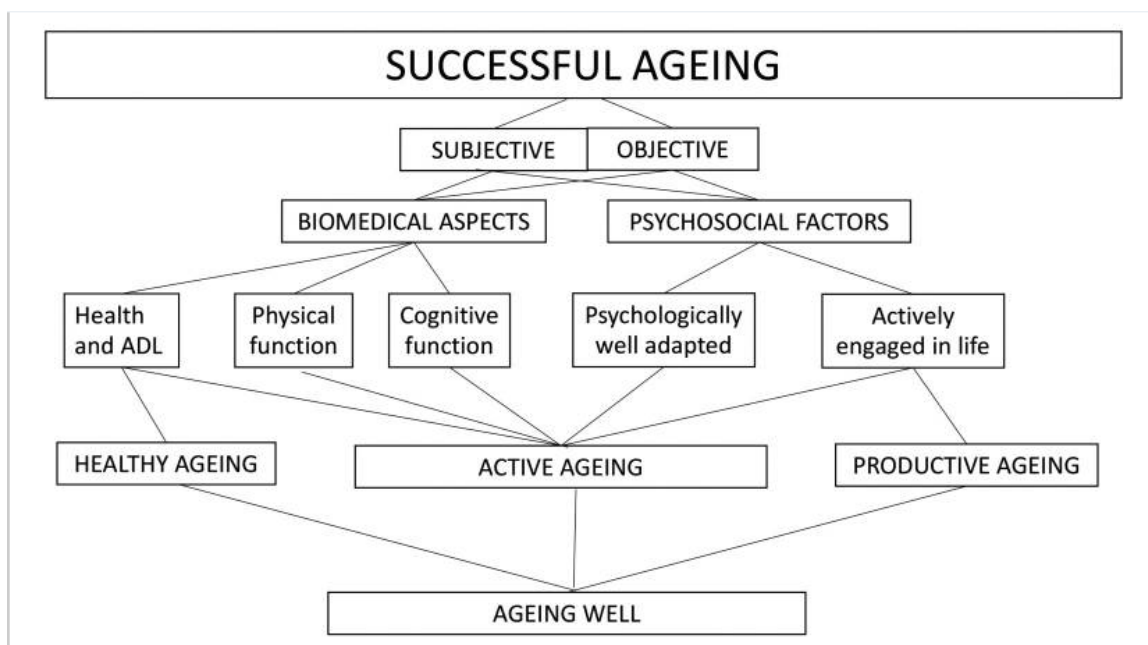 SUCCESSFUL AGEING
SUBJECTIVE
OBJECTIVE
BIOMEDICAL ASPECTS
PSYCHOSOCIAL FACTORS
Health
and ADL
Physical
function
Cognitive
function
Psychologically
well adapted
Actively
engaged in life
HEALTHY AGEING
ACTIVE AGEING
PRODUCTIVE AGEING
AGEING WELL